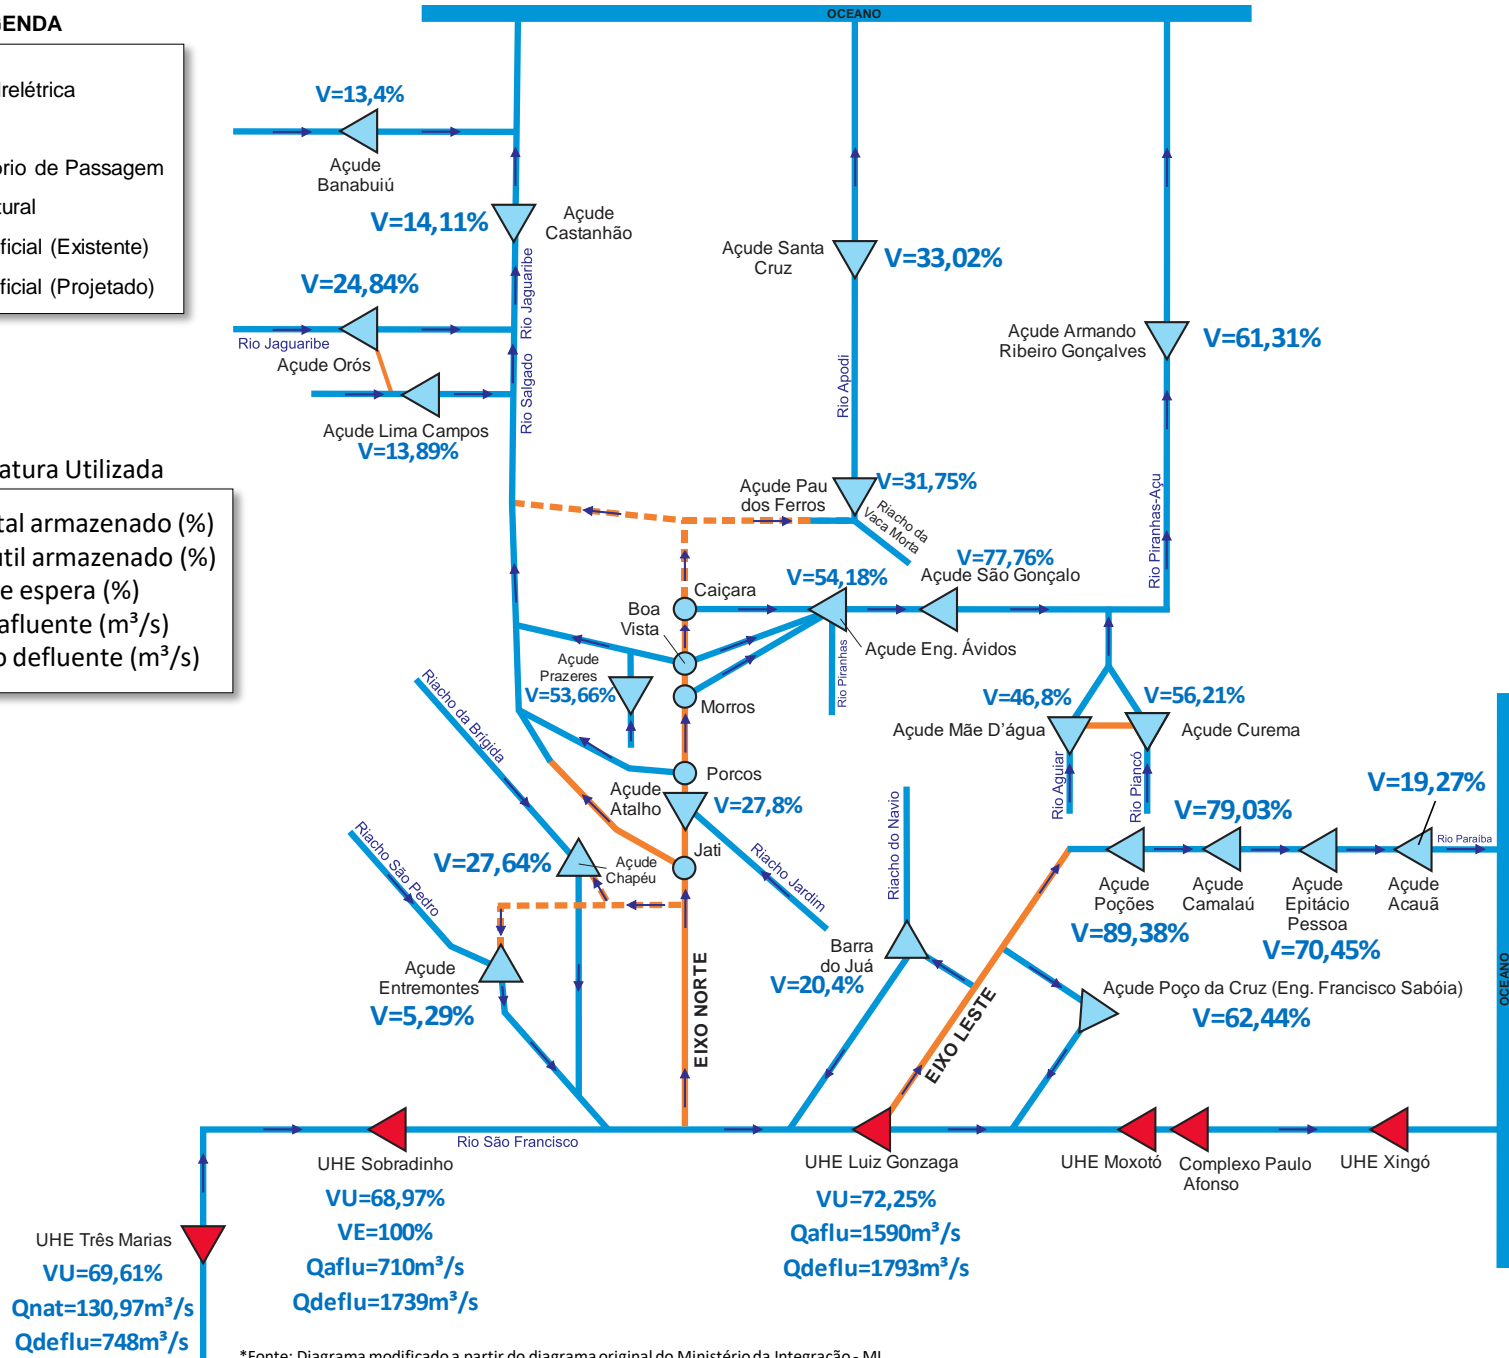 OCEANO
GENDA
drelétrica
ório de Passagem
tural
ificial (Existente)
ificial (Projetado)
V=13,4%
Açude
Banabuiú
V=14,11%
Açude
Castanhão
Rio Jaguaribe
V=24,84%
Rio Jaguaribe
Açude Orós
Rio Salgado
Açude Lima Campos
V=13,89%
Açude Santa
Cruz
V=33,02%
Rio Apodi
Açude Armando
Ribeiro Gonçalves
V=61,31%
Rio Piranhas-Açu
atura Utilizada
tal armazenado (%)
útil armazenado (%)
e espera (%)
afluente (m³/s)
o defluente (m³/s)
Açude Pau
dos Ferros
V=31,75%
Riacho da
Vaca Morta
V=77,76%
Açude São Gonçalo
V=54,18%
Açude Eng. Ávidos
Rio Piranhas
Caiçara
Boa
Vista
Morros
Açude
Prazeres
V=53,66%
Porcos
Açude
Atalho
V=27,8%
Jati
Riacho Jardim
Riacho da Brigida
V=27,64%
Açude
Chapéu
Riacho São Pedro
Açude
Entremontes
V=5,29%
EIXO NORTE
V=46,8%
Açude Mãe D'água
V=56,21%
Açude Curema
Rio Aguiar
Rio Piancó
V=19,27%
V=79,03%
Rio Paraiba
Açude
Poções
V=89,38%
Açude
Camalaú
Açude
Epitácio
Pessoa
V=70,45%
Açude
Acauã
Riacho do Navio
Barra
do Juá
V=20,4%
EIXO LESTE
Açude Poço da Cruz (Eng. Francisco Sabóia)
V=62,44%
OCEANO
Rio São Francisco
UHE Sobradinho
VU=68,97%
VE=100%
Qaflu=710m³/s
Qdeflu=1739m³/s
UHE Luiz Gonzaga
VU=72,25%
Qaflu=1590m³/s
Qdeflu=1793m³/s
UHE Moxotó
Complexo Paulo
Afonso
UHE Xingó
UHE Três Marias
VU=69,61%
Qnat=130,97m³/s
Qdeflu=748m³/s
*Fonte: Diagrama modificado a partir do diagrama original do Ministério da Integração - MI